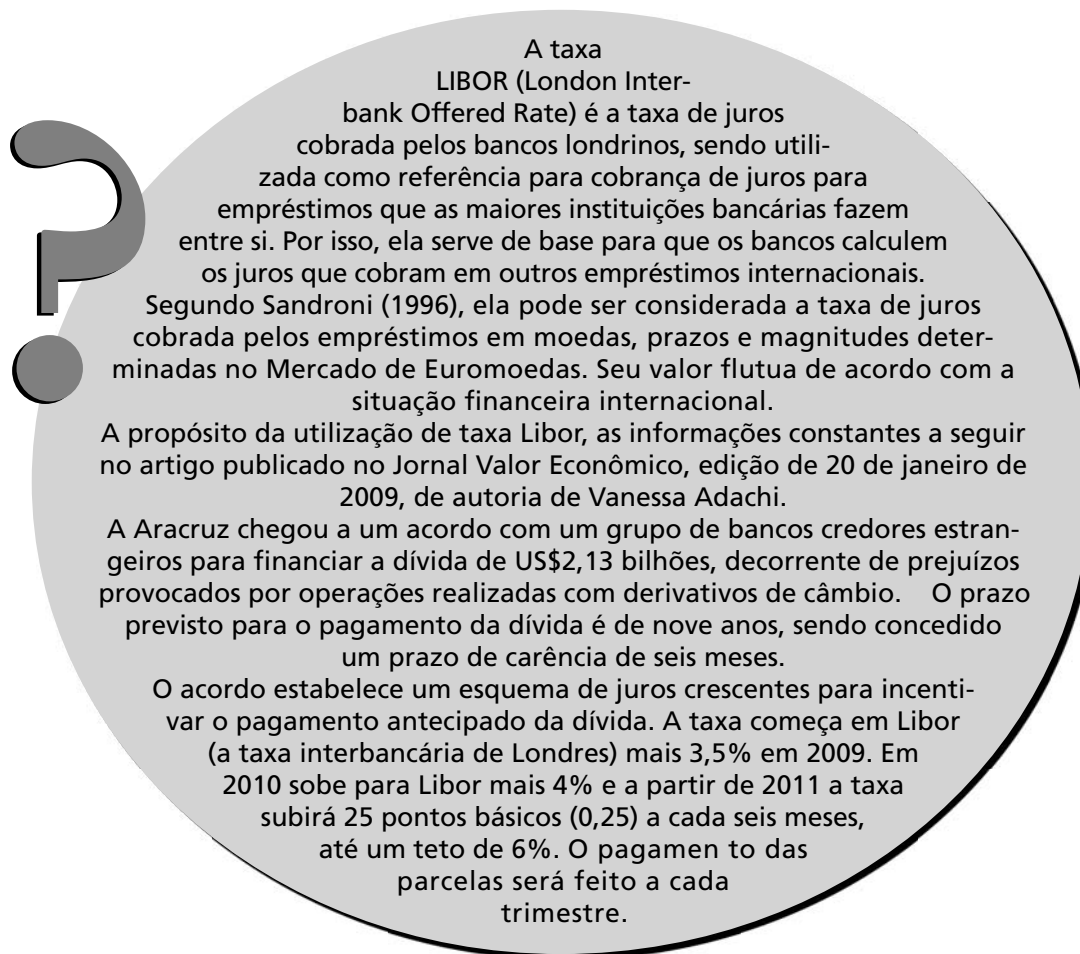 A taxa
LIBOR (London Inter-
bank Offered Rate) é a taxa de juros
cobrada pelos bancos londrinos, sendo utili-
zada como referência para cobrança de juros para
empréstimos que as maiores instituições bancárias fazem
entre si. Por isso, ela serve de base para que os bancos calculem
os juros que cobram em outros empréstimos internacionais.
Segundo Sandroni (1996), ela pode ser considerada a taxa de juros
cobrada pelos empréstimos em moedas, prazos e magnitudes deter-
minadas no Mercado de Euromoedas. Seu valor flutua de acordo com a
situação financeira internacional.
A propósito da utilização de taxa Libor, as informações constantes a seguir
no artigo publicado no Jornal Valor Econômico, edição de 20 de janeiro de
2009, de autoria de Vanessa Adachi.
A Aracruz chegou a um acordo com um grupo de bancos credores estran-
geiros para financiar a dívida de US$2,13 bilhões, decorrente de prejuízos
provocados por operações realizadas com derivativos de câmbio. O prazo
previsto para o pagamento da dívida é de nove anos, sendo concedido
um prazo de carência de seis meses.
O acordo estabelece um esquema de juros crescentes para incenti-
var o pagamento antecipado da dívida. A taxa começa em Libor
(a taxa interbancária de Londres) mais 3,5% em 2009. Em
2010 sobe para Libor mais 4% e a partir de 2011 a taxa
subirá 25 pontos básicos (0,25) a cada seis meses,
até um teto de 6%. O pagamen to das
parcelas será feito a cada
trimestre.
?